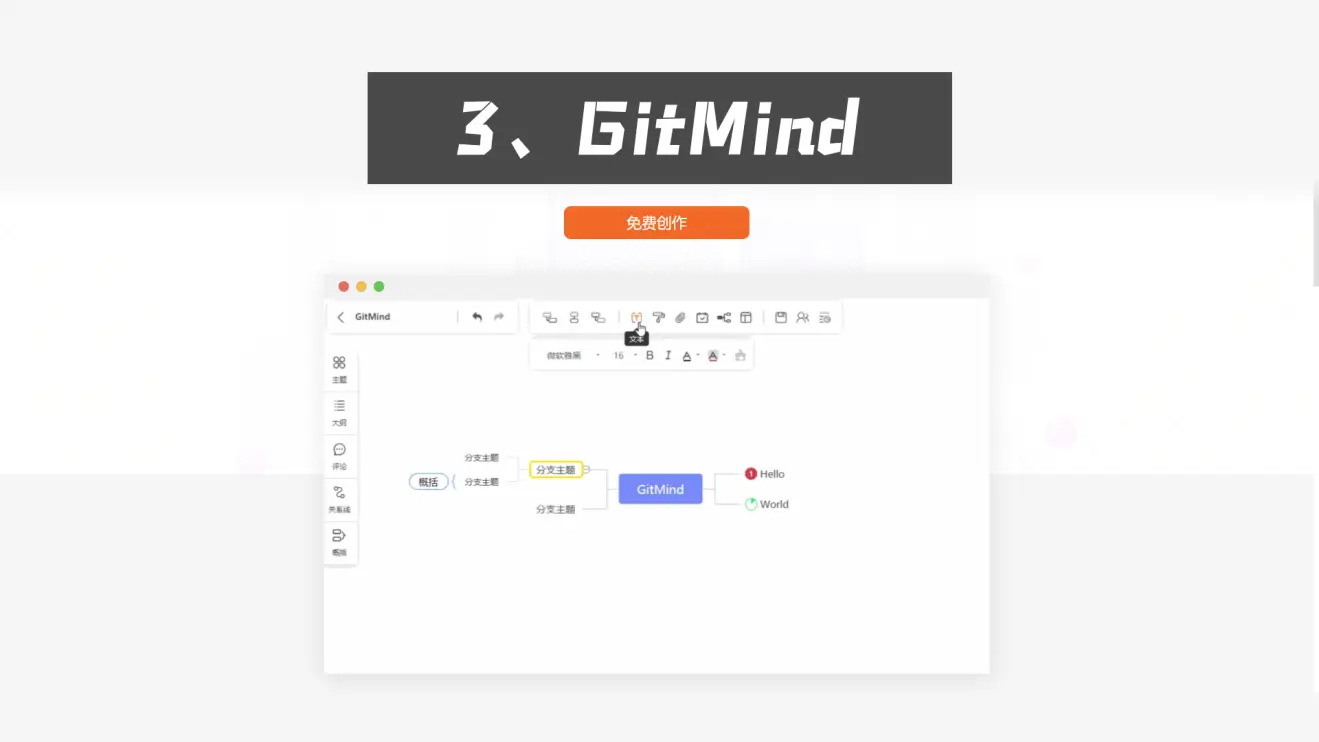 3、GitMind
免费创作
GitMind
文本
微软雅黑 16 B I A A
主题
大纲
评论
关系线
概括
分支主题
分支主题
概括
分支主题
分支主题
GitMind
1 Hello
World